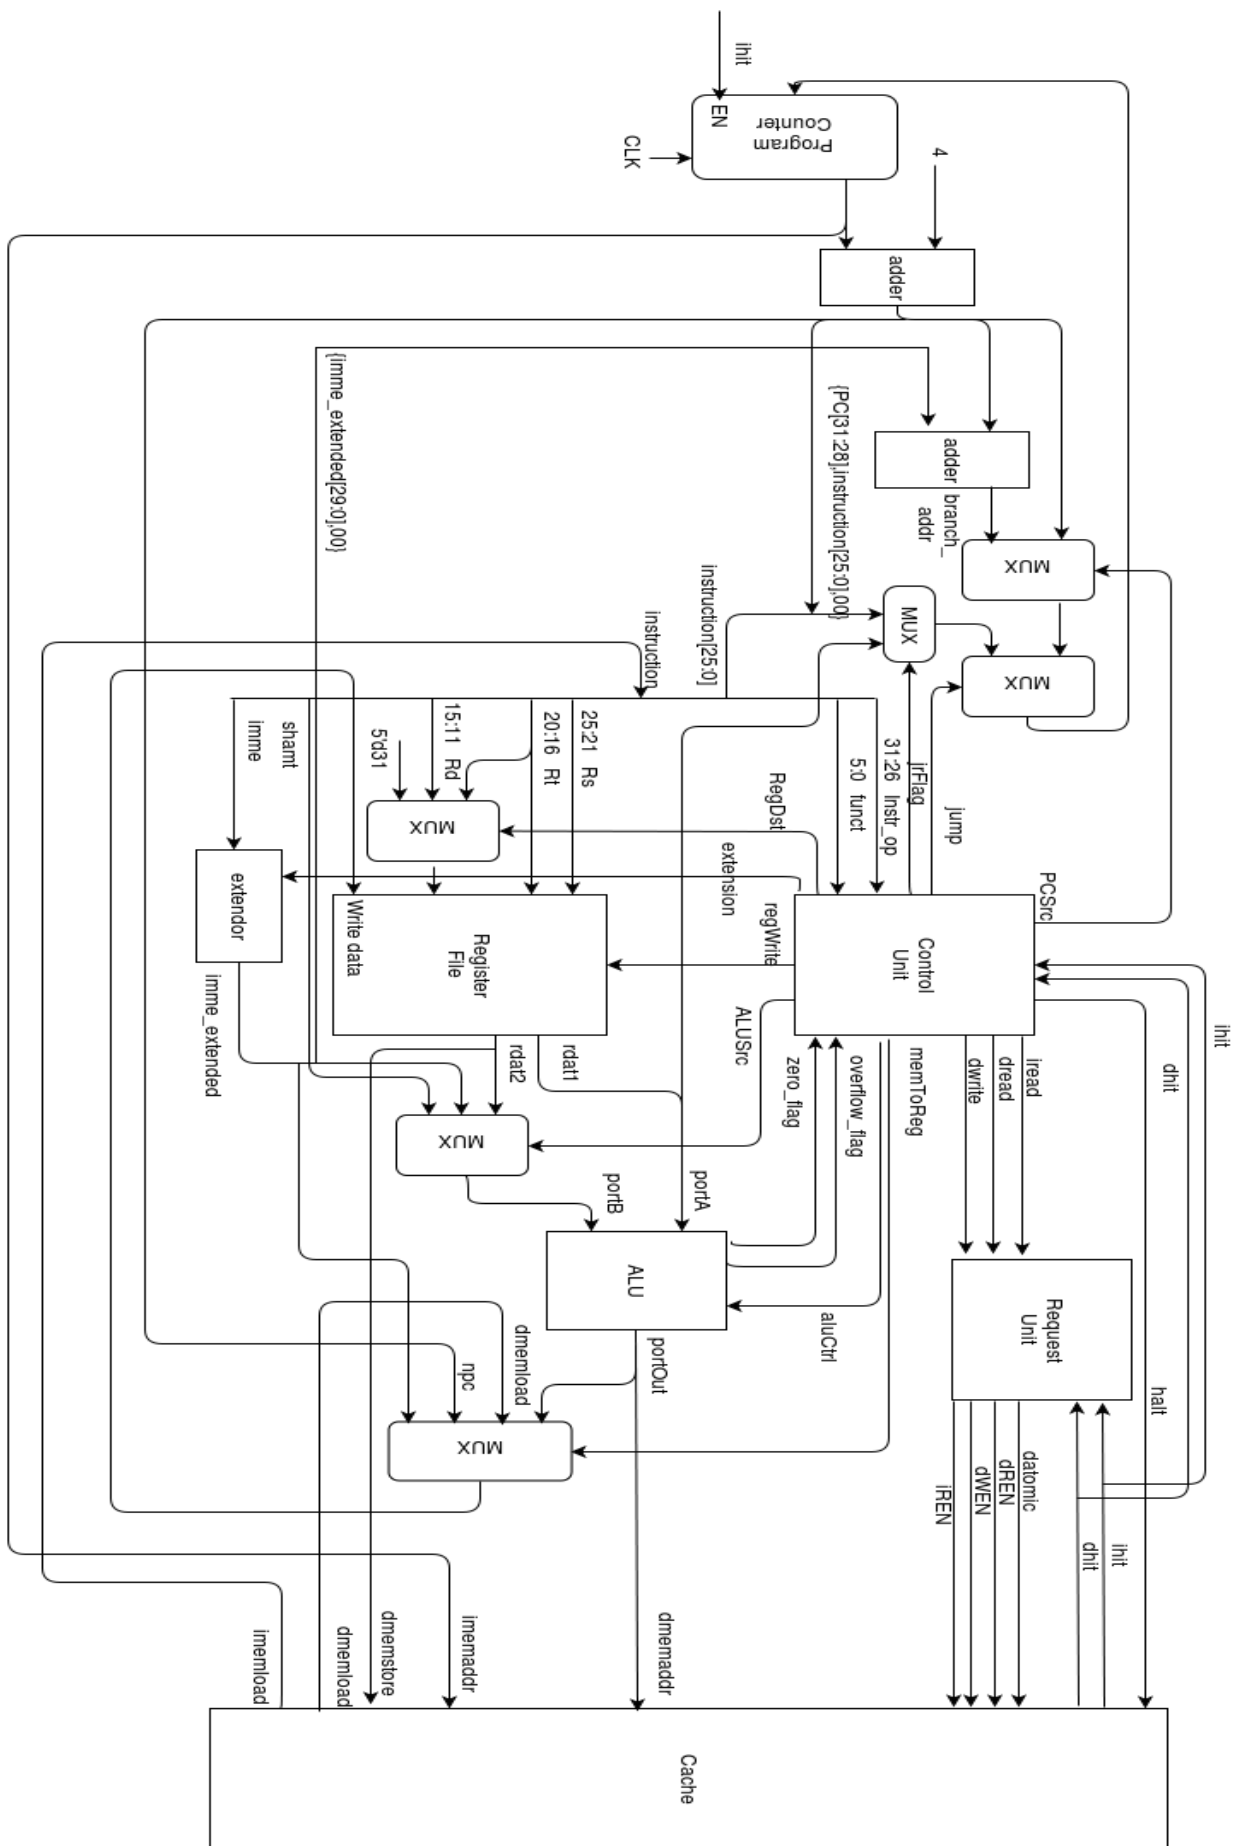 ihit
EN
Program
Counter
CLK
4
adder
{imme_extended[29:0],00}
{PC[31:28],instruction[25:0],00}
adder
branch_
addr
MUX
MUX
MUX
instruction[25:0]
instruction
jrFlag
jump
31:26 Instr_op
5:0 funct
25:21 Rs
20:16 Rt
15:11 Rd
5'd31
shamt
imme
MUX
RegDst
extension
regWrite
PCSrc
Control
Unit
extendor
Register
File
Write data
imme_extended
rdat2
rdat1
ALUSrc
zero_flag
overflow_flag
memToReg
dwrite
dread
iread
dhit
ihit
MUX
portB
portA
ALU
aluCtrl
Request
Unit
halt
portOut
dmemload
npc
MUX
iREN
dWEN
dREN
datomic
dhit
ihit
imemload
dmemload
dmemstore
imemaddr
dmemaddr
Cache